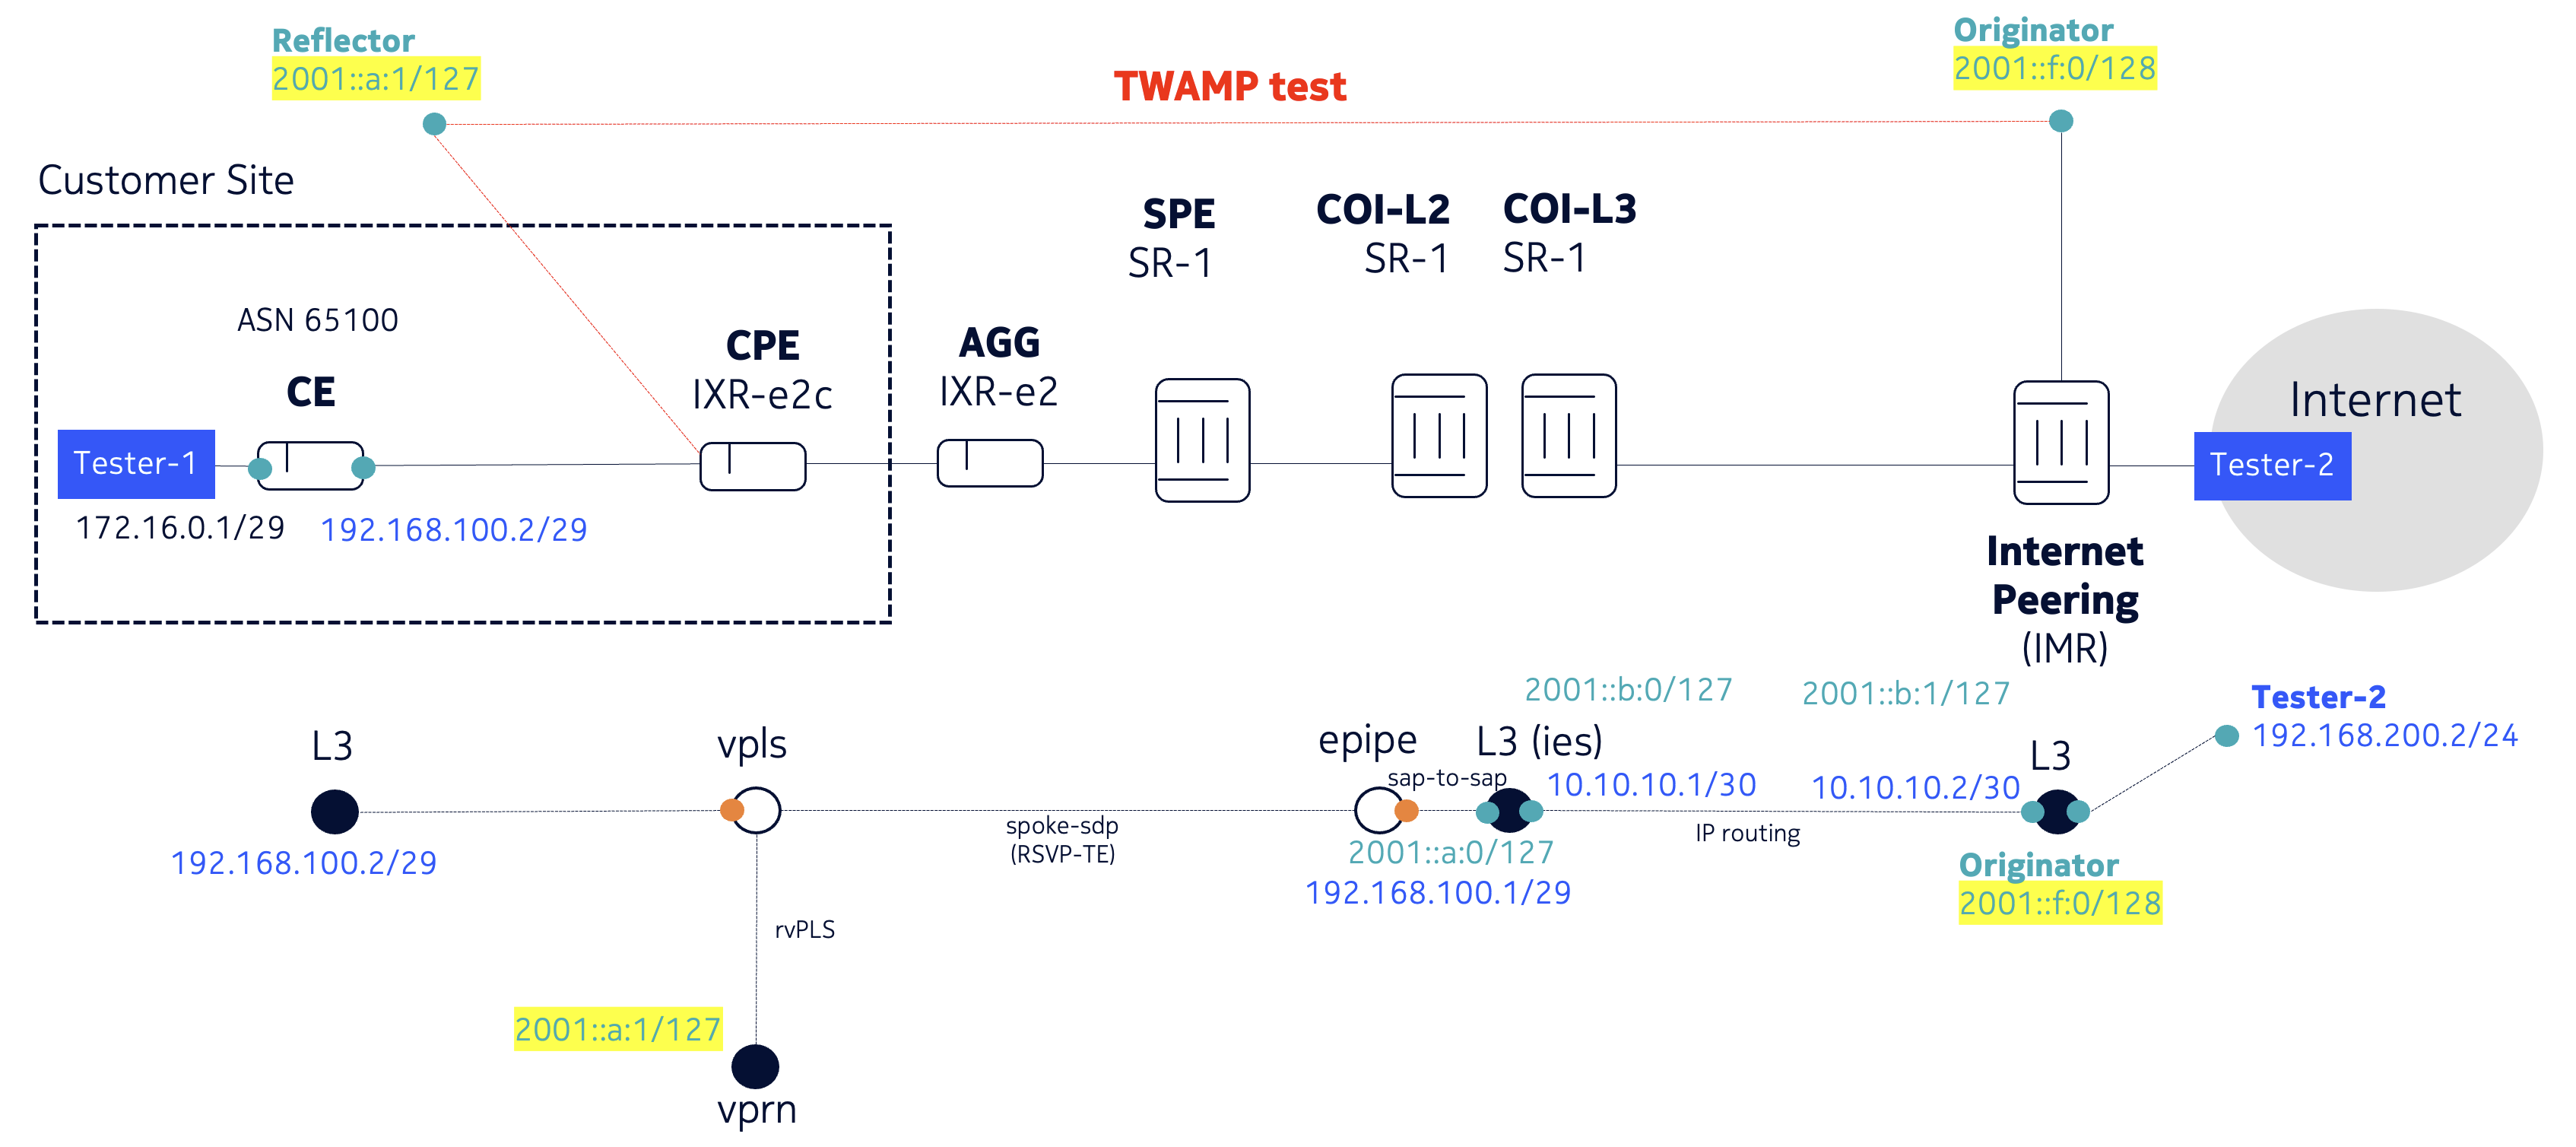 Reflector
2001::a:1/127
Originator
2001::f:0/128
TWAMP test
Customer Site
SPE
SR-1
COI-L2
SR-1
COI-L3
SR-1
ASN 65100
CE
CPE
IXR-e2c
AGG
IXR-e2
Internet
Tester-1
Tester-2
172.16.0.1/29
192.168.100.2/29
Internet
Peering
(IMR)
2001::b:0/127
2001::b:1/127
Tester-2
192.168.200.2/24
L3
vpls
epipe
L3 (ies)
L3
sap-to-sap
10.10.10.1/30
10.10.10.2/30
spoke-sdp
(RSVP-TE)
IP routing
192.168.100.2/29
2001::a:0/127
192.168.100.1/29
Originator
2001::f:0/128
rvPLS
2001::a:1/127
vprn